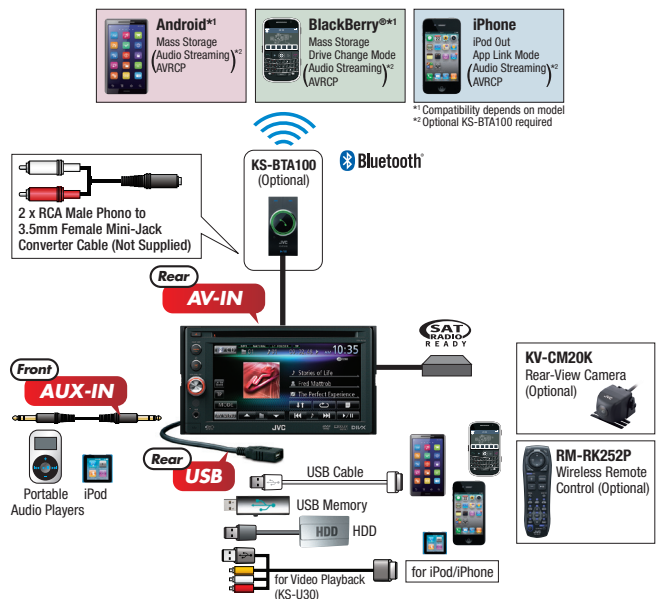 Android*1
Mass Storage
(Audio Streaming)*2
AVRCP
BlackBerry®*1
Mass Storage
Drive Change Mode
(Audio Streaming)*2
AVRCP
iPhone
iPod Out
App Link Mode
(Audio Streaming)*2
AVRCP
*1 Compatibility depends on model
*2 Optional KS-BTA100 required
KS-BTA100
(Optional)
Bluetooth®
JVC
2 x RCA Male Phono to
3.5mm Female Mini-Jack
Converter Cable (Not Supplied)
Rear
AV-IN
SAT
RADIO
READY
10:35
Stories of Life
Fred Mattrob
The Perfect Experience
JVC
Front
AUX-IN
Portable
Audio Players
iPod
Rear
USB
USB Cable
USB Memory
HDD HDD
for Video Playback
(KS-U30)
for iPod/iPhone
KV-CM20K
Rear-View Camera
(Optional)
RM-RK252P
Wireless Remote
Control (Optional)